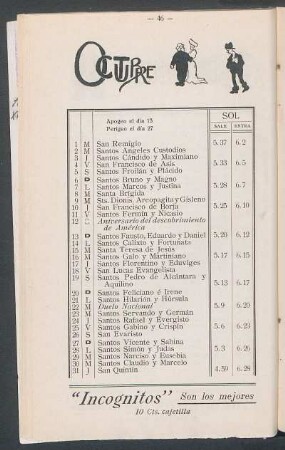 — 46 —
OCTUBRE
Apogeo el día 15
Perigeo el día 27
SOL
SALE ENTRA
1 M San Remigio 5.37 6.2
2 M Santos Angeles Custodios
3 J Santos Cándido y Maximiano
4 V San Francisco de Asís 5.33 6.5
5 S Santos Froilán y Plácido
6 D Santos Bruno y Magno
7 L Santos Marcos y Justina 5.28 6.7
8 M Santa Brígida
9 M Sts. Dionis. Areopagita y Gisleno
10 J San Francisco de Borja 5.25 6.10
11 V Santos Fermín y Nicasio
12 Aniversario del descubrimiento
de América
13 D Santos Fausto, Eduardo y Daniel 5.20 6.12
14 L Santos Calixto y Fortunato
15 M Santa Teresa de Jesús
16 M Santos Galo y Martiniano 5.17 6.15
17 J Santos Florentino y Eduviges
18 V San Lucas Evangelista
19 S Santos Pedro de Alcántara y
Aquilino 5.13 6.17
20 D Santos Feliciano é Irene
21 L Santos Hilarión y Húrsula
22 M Duelo Nacional 5.9 6.20
23 M Santos Servando y Germán
24 J Santos Rafael y Evergisto
25 V Santos Gabino y Crispín 5.6 6.23
26 S San Evaristo
27 D Santos Vicente y Sabina
28 L Santos Simón y Judas 5.3 6.26
29 M Santos Narciso y Eusebia
30 M Santos Claudio y Marcelo
31 J San Quintín 4.59 6.28
"Incognitos" Son los mejores
10 Cts. cajetilla